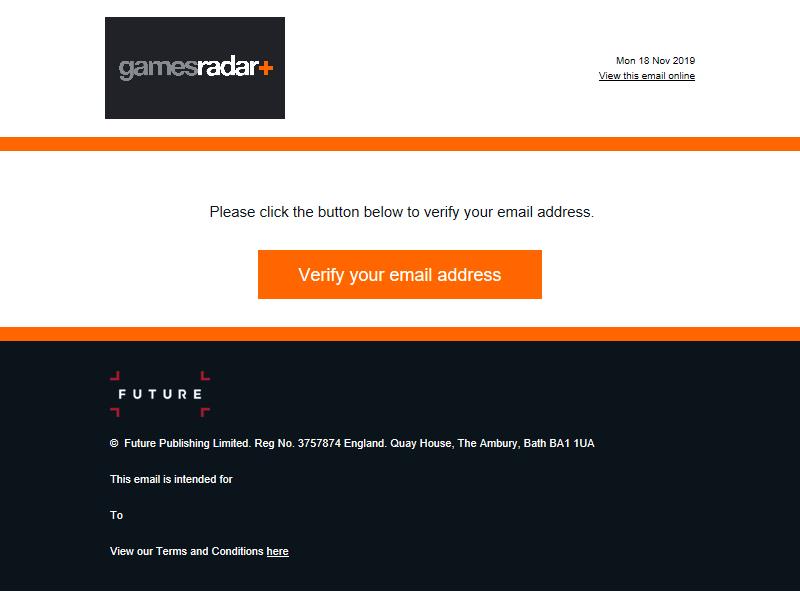 gamesradar+
Mon 18 Nov 2019
View this email online
Please click the button below to verify your email address.
Verify your email address
FUTURE
© Future Publishing Limited. Reg No. 3757874 England. Quay House, The Ambury, Bath BA1 1UA
This email is intended for
To
View our Terms and Conditions here